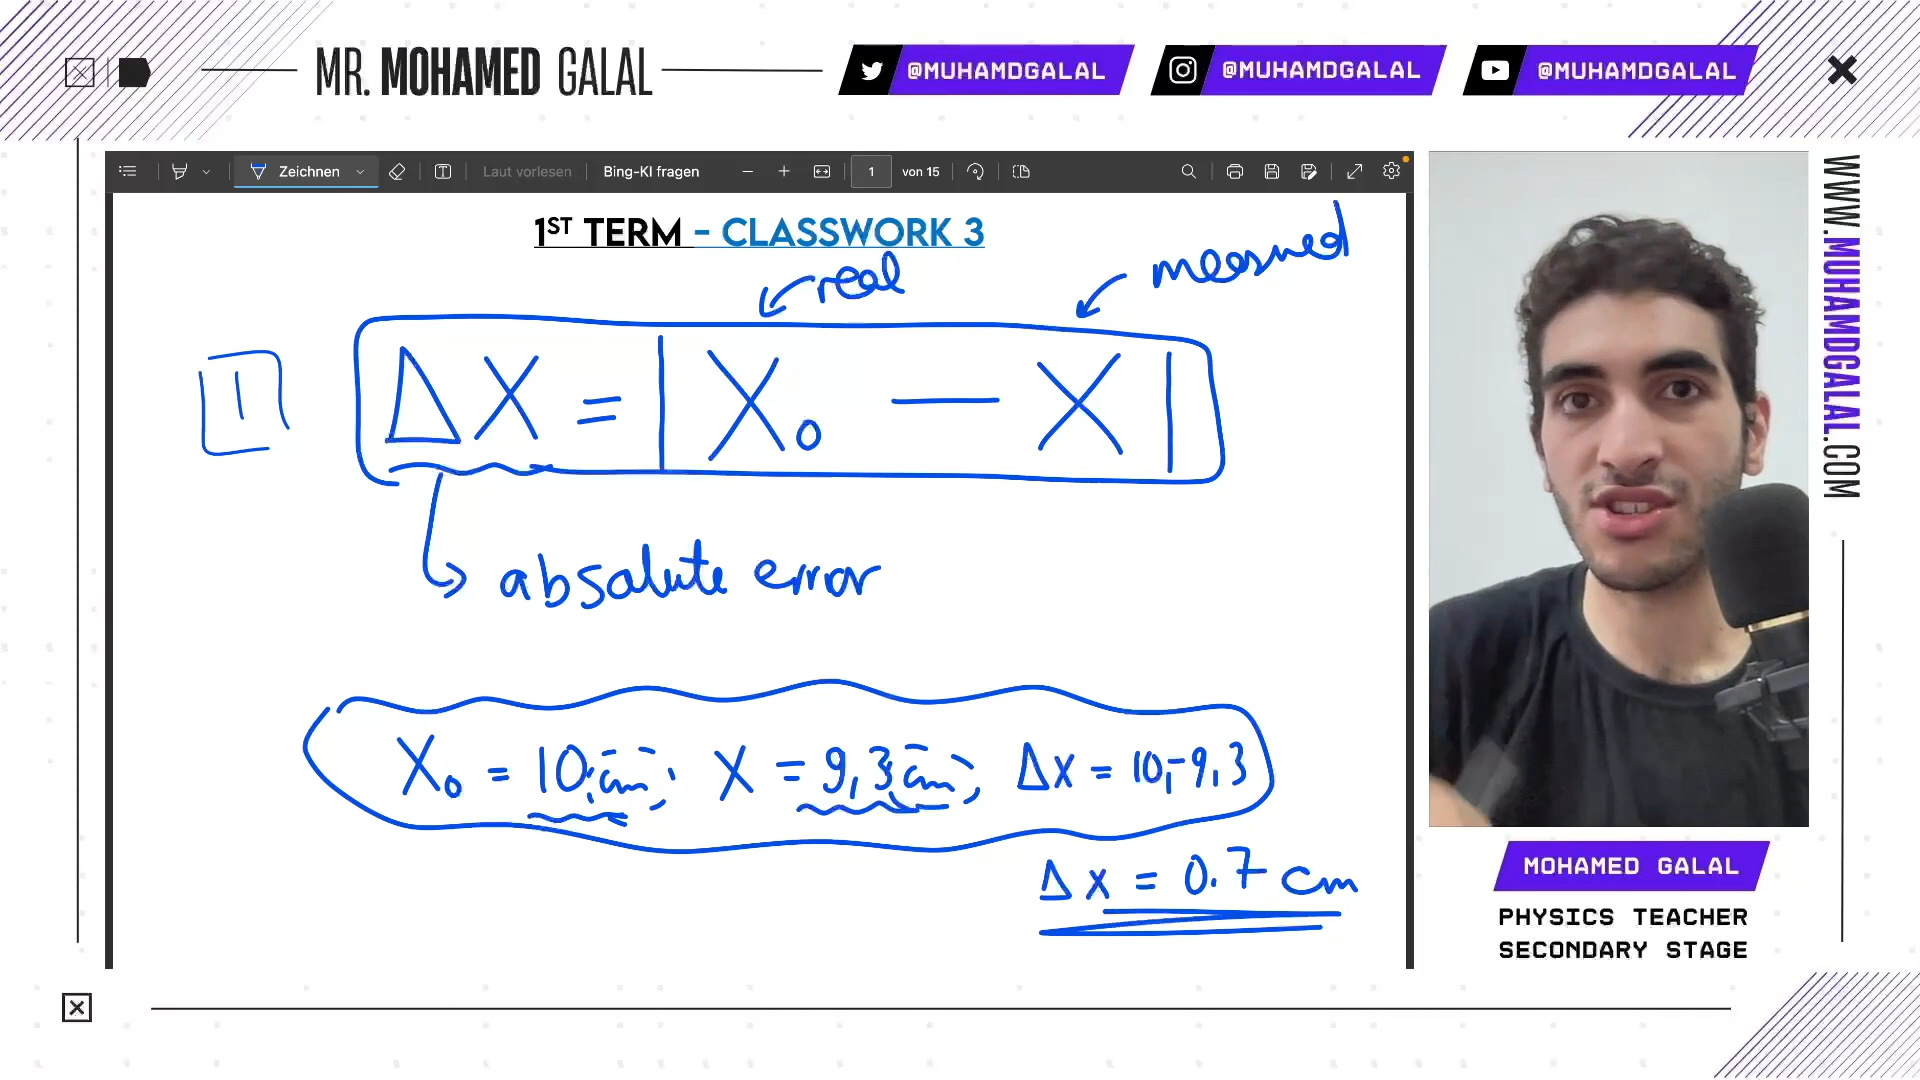 MR. MOHAMED GALAL
@MUHAMDGALAL
@MUHAMDGALAL
@MUHAMDGALAL
Zeichnen
Laut vorlesen
Bing-KI fragen
1
von 15
WWW.MUHAMDGALAL.COM
1ST TERM - CLASSWORK 3
real
measured
1
ΔX = | X₀ — X |
absolute error
X₀ = 10 cm; X = 9,3 cm; ΔX = 10 - 9,3
Δx = 0.7 cm
MOHAMED GALAL
PHYSICS TEACHER
SECONDARY STAGE